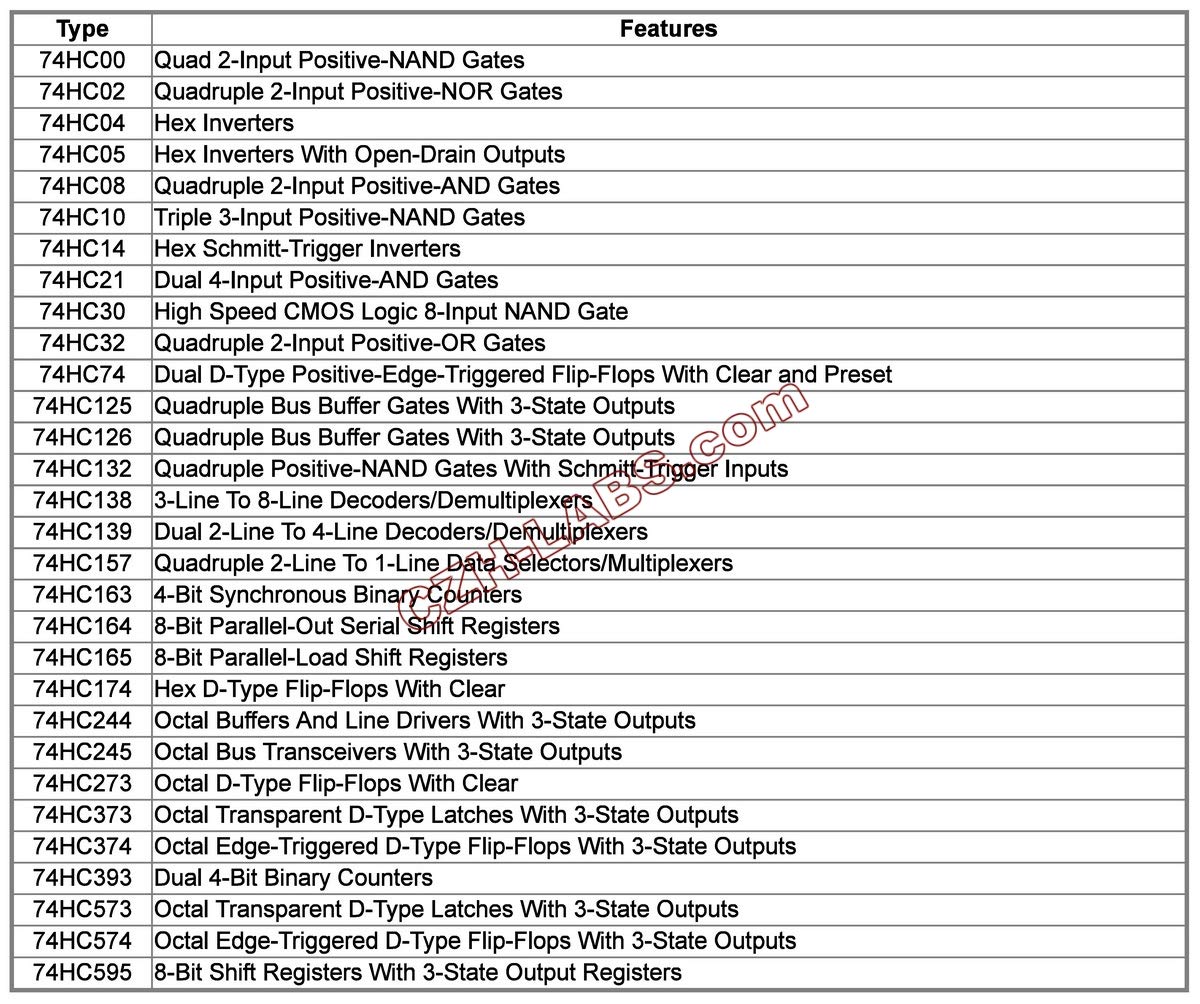 Type Features
74HC00 Quad 2-Input Positive-NAND Gates
74HC02 Quadruple 2-Input Positive-NOR Gates
74HC04 Hex Inverters
74HC05 Hex Inverters With Open-Drain Outputs
74HC08 Quadruple 2-Input Positive-AND Gates
74HC10 Triple 3-Input Positive-NAND Gates
74HC14 Hex Schmitt-Trigger Inverters
74HC21 Dual 4-Input Positive-AND Gates
74HC30 High Speed CMOS Logic 8-Input NAND Gate
74HC32 Quadruple 2-Input Positive-OR Gates
74HC74 Dual D-Type Positive-Edge-Triggered Flip-Flops With Clear and Preset
74HC125 Quadruple Bus Buffer Gates With 3-State Outputs
74HC126 Quadruple Bus Buffer Gates With 3-State Outputs
74HC132 Quadruple Positive-NAND Gates With Schmitt-Trigger Inputs
74HC138 3-Line To 8-Line Decoders/Demultiplexers
74HC139 Dual 2-Line To 4-Line Decoders/Demultiplexers
74HC157 Quadruple 2-Line To 1-Line Data Selectors/Multiplexers
74HC163 4-Bit Synchronous Binary Counters
74HC164 8-Bit Parallel-Out Serial Shift Registers
74HC165 8-Bit Parallel-Load Shift Registers
74HC174 Hex D-Type Flip-Flops With Clear
74HC244 Octal Buffers And Line Drivers With 3-State Outputs
74HC245 Octal Bus Transceivers With 3-State Outputs
74HC273 Octal D-Type Flip-Flops With Clear
74HC373 Octal Transparent D-Type Latches With 3-State Outputs
74HC374 Octal Edge-Triggered D-Type Flip-Flops With 3-State Outputs
74HC393 Dual 4-Bit Binary Counters
74HC573 Octal Transparent D-Type Latches With 3-State Outputs
74HC574 Octal Edge-Triggered D-Type Flip-Flops With 3-State Outputs
74HC595 8-Bit Shift Registers With 3-State Output Registers
CZH-LABS.com